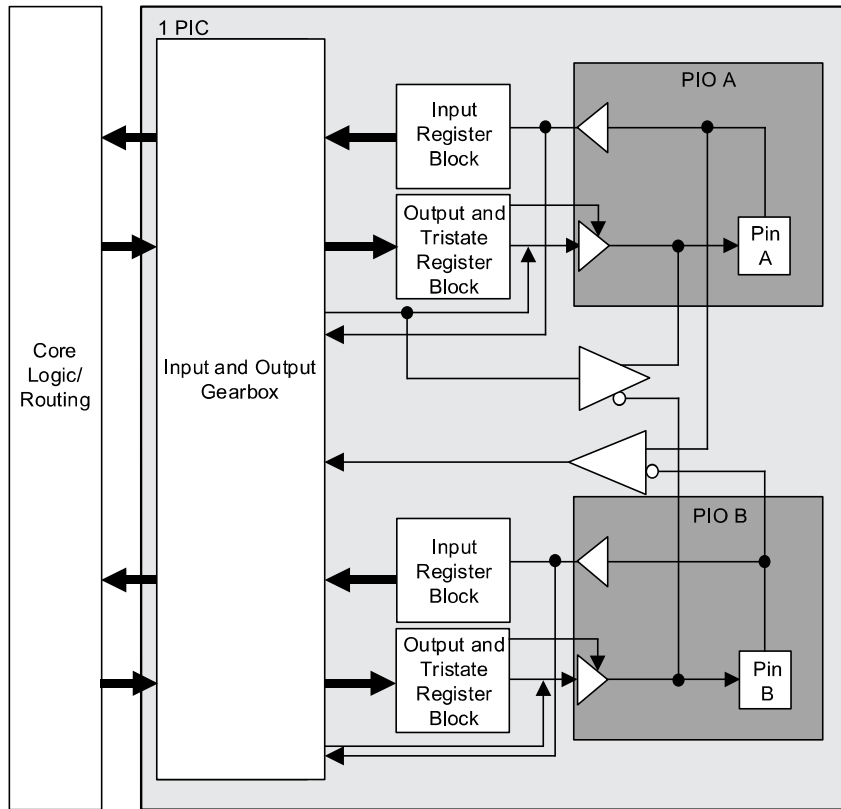 1 PIC
PIO A
Input
Register
Block
Output and
Tristate
Register
Block
Pin
A
Core
Logic/
Routing
Input and Output
Gearbox
PIO B
Input
Register
Block
Output and
Tristate
Register
Block
Pin
B